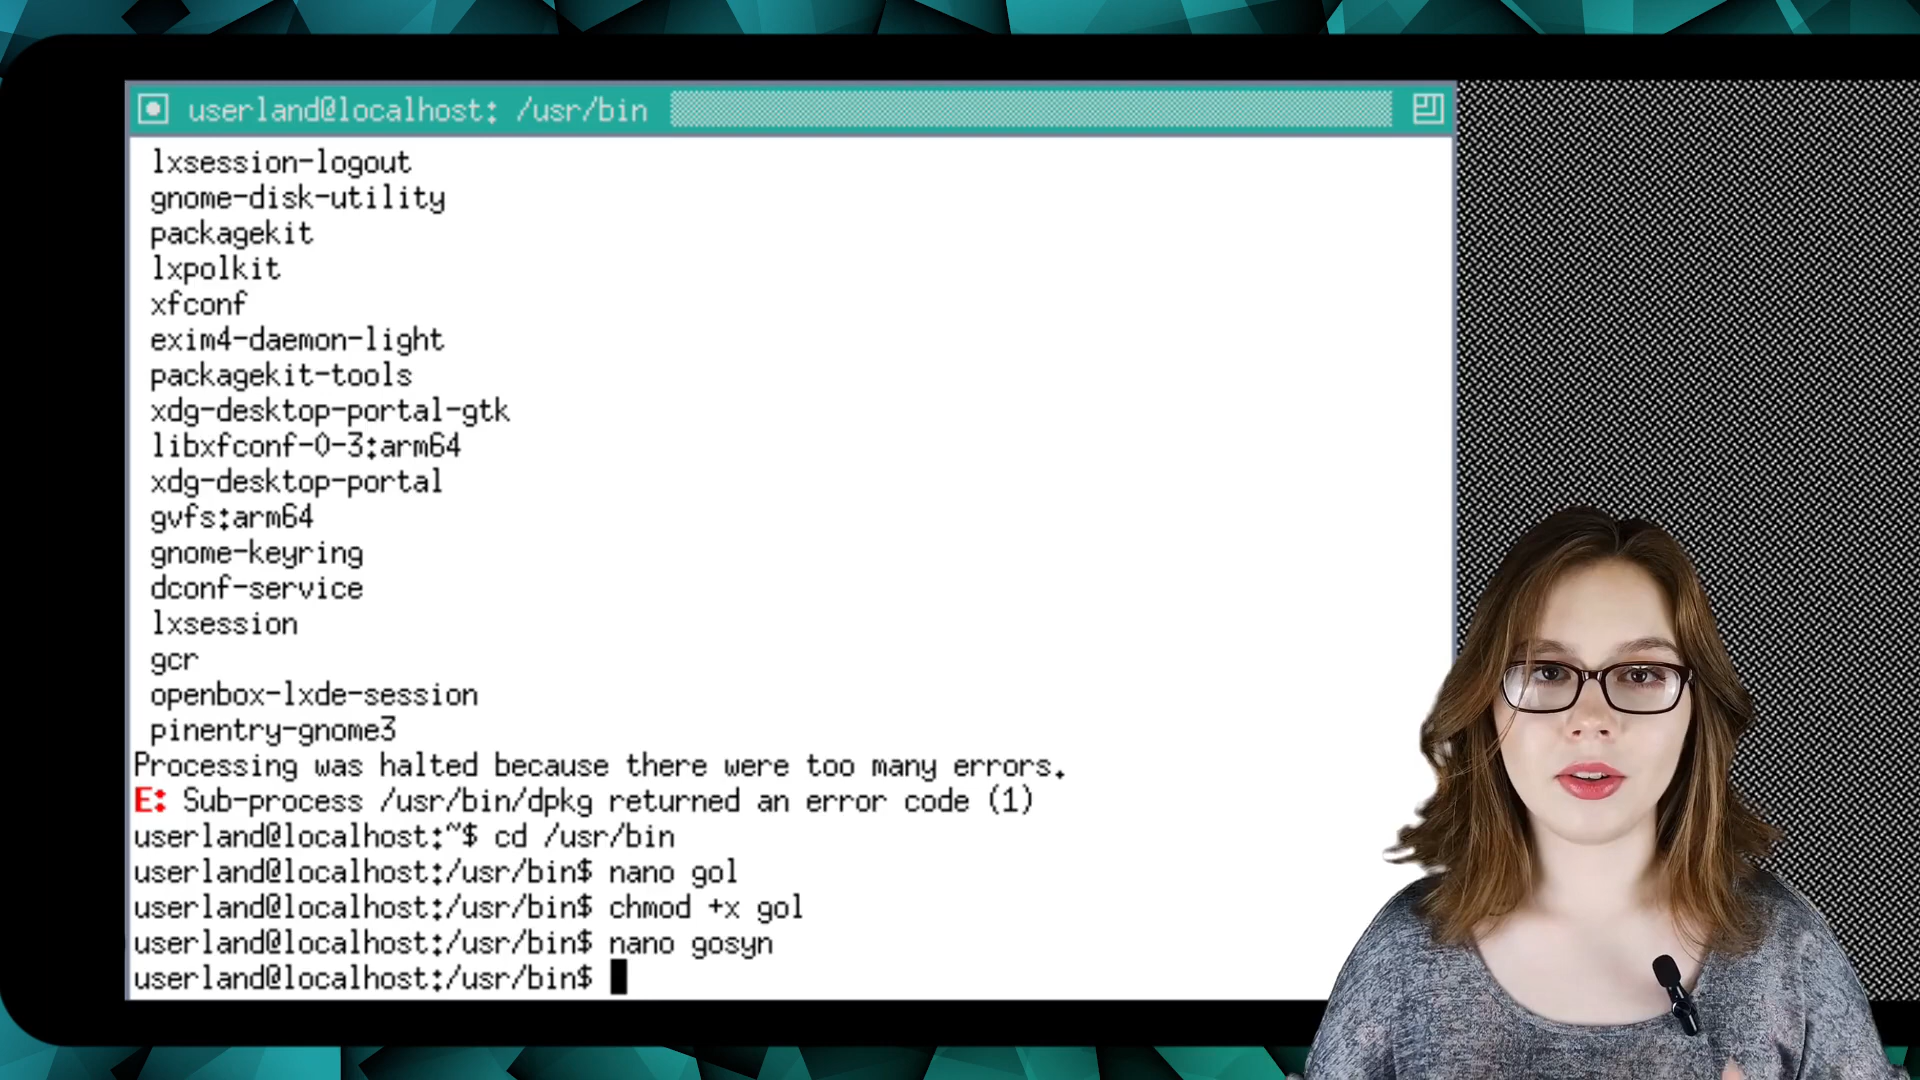 userland@localhost: /usr/bin
lxsession-logout
gnome-disk-utility
packagekit
lxpolkit
xfconf
exim4-daemon-light
packagekit-tools
xdg-desktop-portal-gtk
libxfconf-0-3:arm64
xdg-desktop-portal
gvfs:arm64
gnome-keyring
dconf-service
lxsession
gcr
openbox-lxde-session
pinentry-gnome3
Processing was halted because there were too many errors.
E: Sub-process /usr/bin/dpkg returned an error code (1)
userland@localhost:~$ cd /usr/bin
userland@localhost:/usr/bin$ nano gol
userland@localhost:/usr/bin$ chmod +x gol
userland@localhost:/usr/bin$ nano gosyn
userland@localhost:/usr/bin$